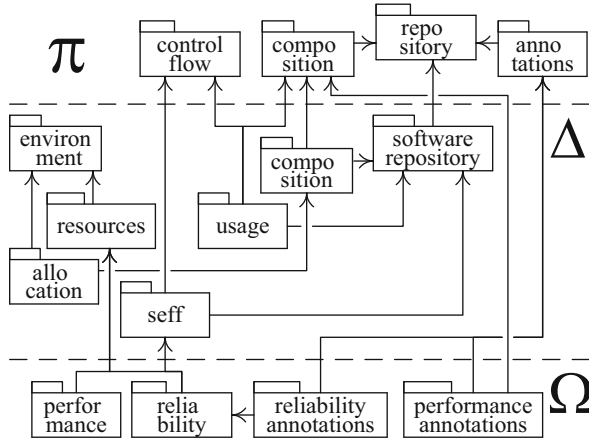 π
control
flow
compo
sition
repo
sitory
anno
tations
Δ
environ
ment
compo
sition
software
repository
resources
usage
allo
cation
seff
Ω
perfor
mance
relia
bility
reliability
annotations
performance
annotations